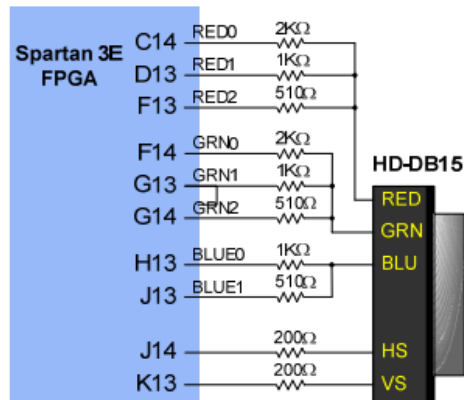 Spartan 3E
FPGA
C14 RED0 2KΩ
D13 RED1 1KΩ
F13 RED2 510Ω
F14 GRN0 2KΩ
G13 GRN1 1KΩ
G14 GRN2 510Ω
H13 BLUE0 1KΩ
J13 BLUE1 510Ω
J14 200Ω
K13 200Ω
HD-DB15
RED
GRN
BLU
HS
VS